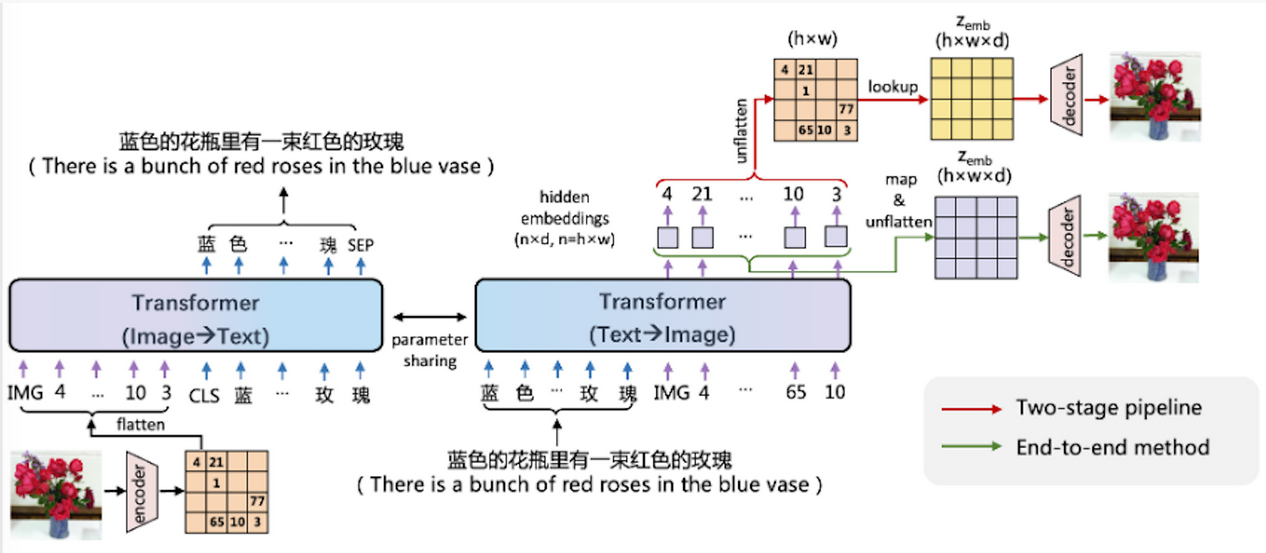 蓝色的花瓶里有一束红色的玫瑰
( There is a bunch of red roses in the blue vase )
蓝 色 ... 瑰 SEP
Transformer
(Image→Text)
IMG 4 ... 10 3 CLS 蓝 ... 玫 瑰
flatten
encoder
4 21
1
77
65 10 3
parameter
sharing
Transformer
(Text→Image)
蓝 色 ... 玫 瑰 IMG 4 ... 65 10
蓝色的花瓶里有一束红色的玫瑰
( There is a bunch of red roses in the blue vase )
hidden
embeddings
(n×d, n=h×w)
4 21 ... 10 3
...
unflatten
(h×w)
4 21
1
77
65 10 3
lookup
z_emb
(h×w×d)
decoder
map
&
unflatten
z_emb
(h×w×d)
decoder
Two-stage pipeline
End-to-end method